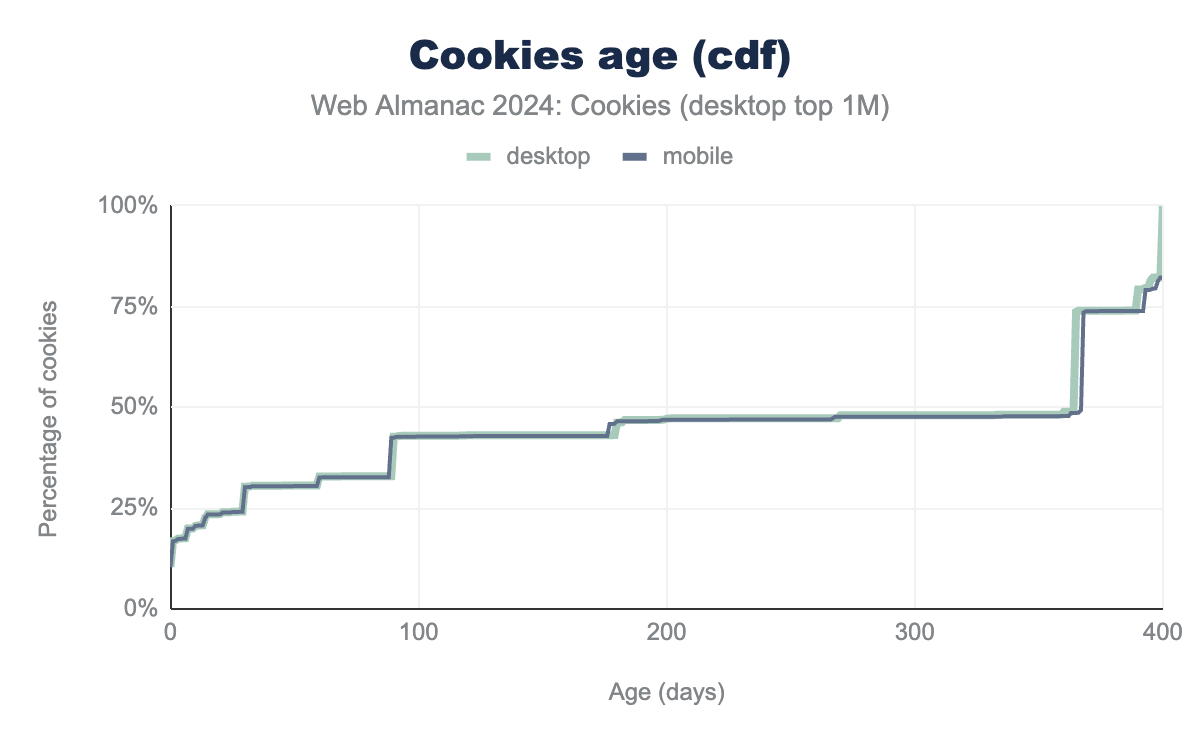 Cookies age (cdf)
Web Almanac 2024: Cookies (desktop top 1M)
desktop mobile
100%
75%
50%
25%
0%
Percentage of cookies
0 100 200 300 400
Age (days)